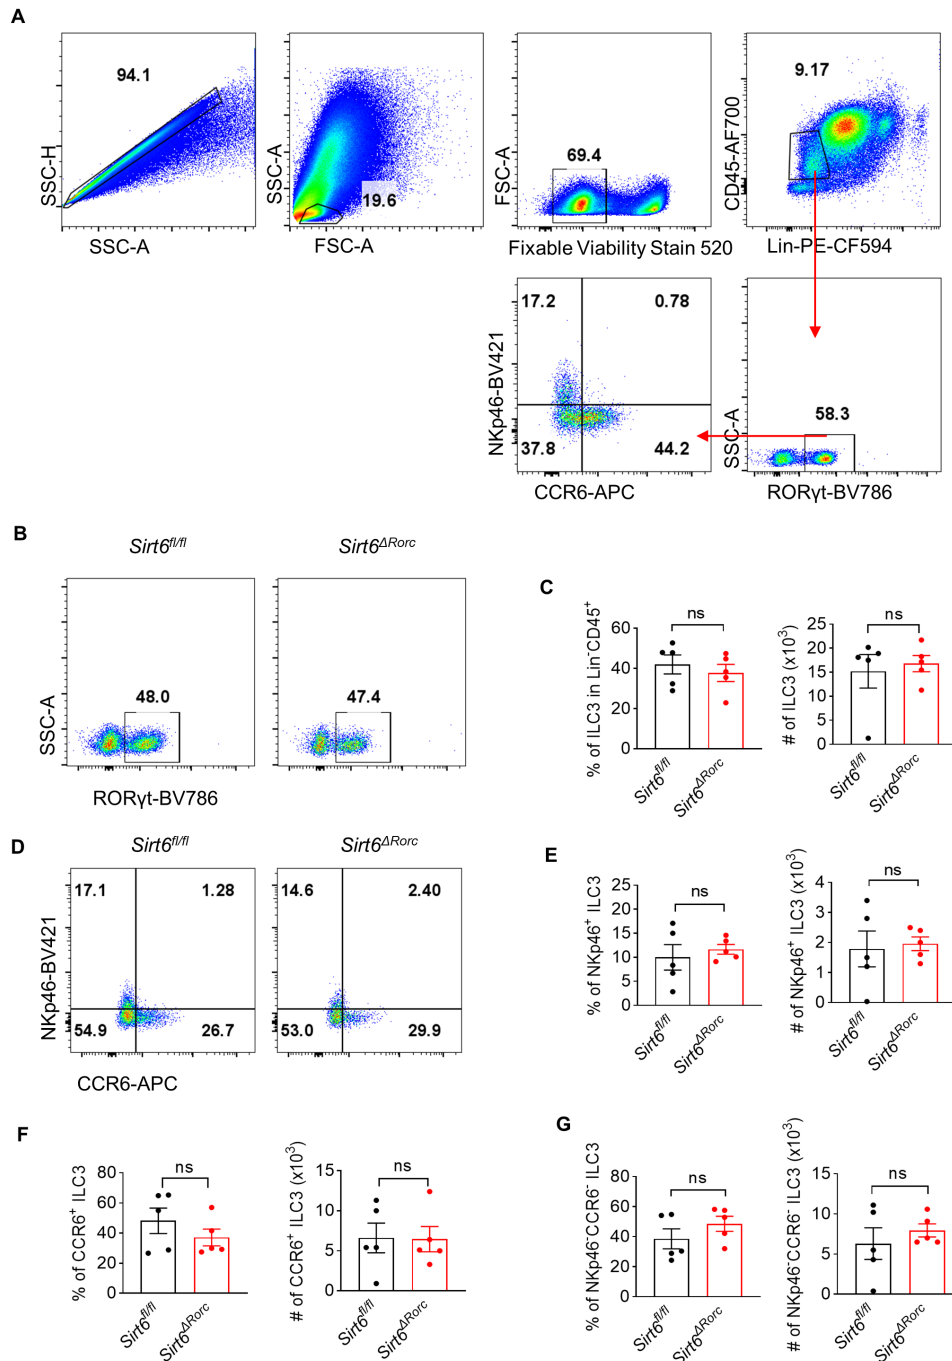 A
94.1
SSC-H
SSC-A
19.6
SSC-A
FSC-A
69.4
FSC-A
Fixable Viability Stain 520
9.17
CD45-AF700
Lin-PE-CF594
17.2
0.78
37.8
44.2
NKp46-BV421
CCR6-APC
58.3
SSC-A
RORγt-BV786
B
Sirt6fl/fl
Sirt6ΔRorc
48.0
47.4
SSC-A
RORγt-BV786
C
ns
% of ILC3 in Lin-CD45+
60
40
20
0
Sirt6fl/fl
Sirt6ΔRorc
ns
# of ILC3 (x10³)
25
20
15
10
5
0
Sirt6fl/fl
Sirt6ΔRorc
D
Sirt6fl/fl
Sirt6ΔRorc
17.1
1.28
54.9
26.7
14.6
2.40
53.0
29.9
NKp46-BV421
CCR6-APC
E
ns
% of NKp46+ ILC3
25
20
15
10
5
0
Sirt6fl/fl
Sirt6ΔRorc
ns
# of NKp46+ ILC3 (x10³)
4
3
2
1
0
Sirt6fl/fl
Sirt6ΔRorc
F
ns
% of CCR6+ ILC3
80
60
40
20
0
Sirt6fl/fl
Sirt6ΔRorc
ns
# of CCR6+ ILC3 (x10³)
15
10
5
0
Sirt6fl/fl
Sirt6ΔRorc
G
ns
% of NKp46-CCR6- ILC3
80
60
40
20
0
Sirt6fl/fl
Sirt6ΔRorc
ns
# of NKp46-CCR6- ILC3 (x10³)
15
10
5
0
Sirt6fl/fl
Sirt6ΔRorc